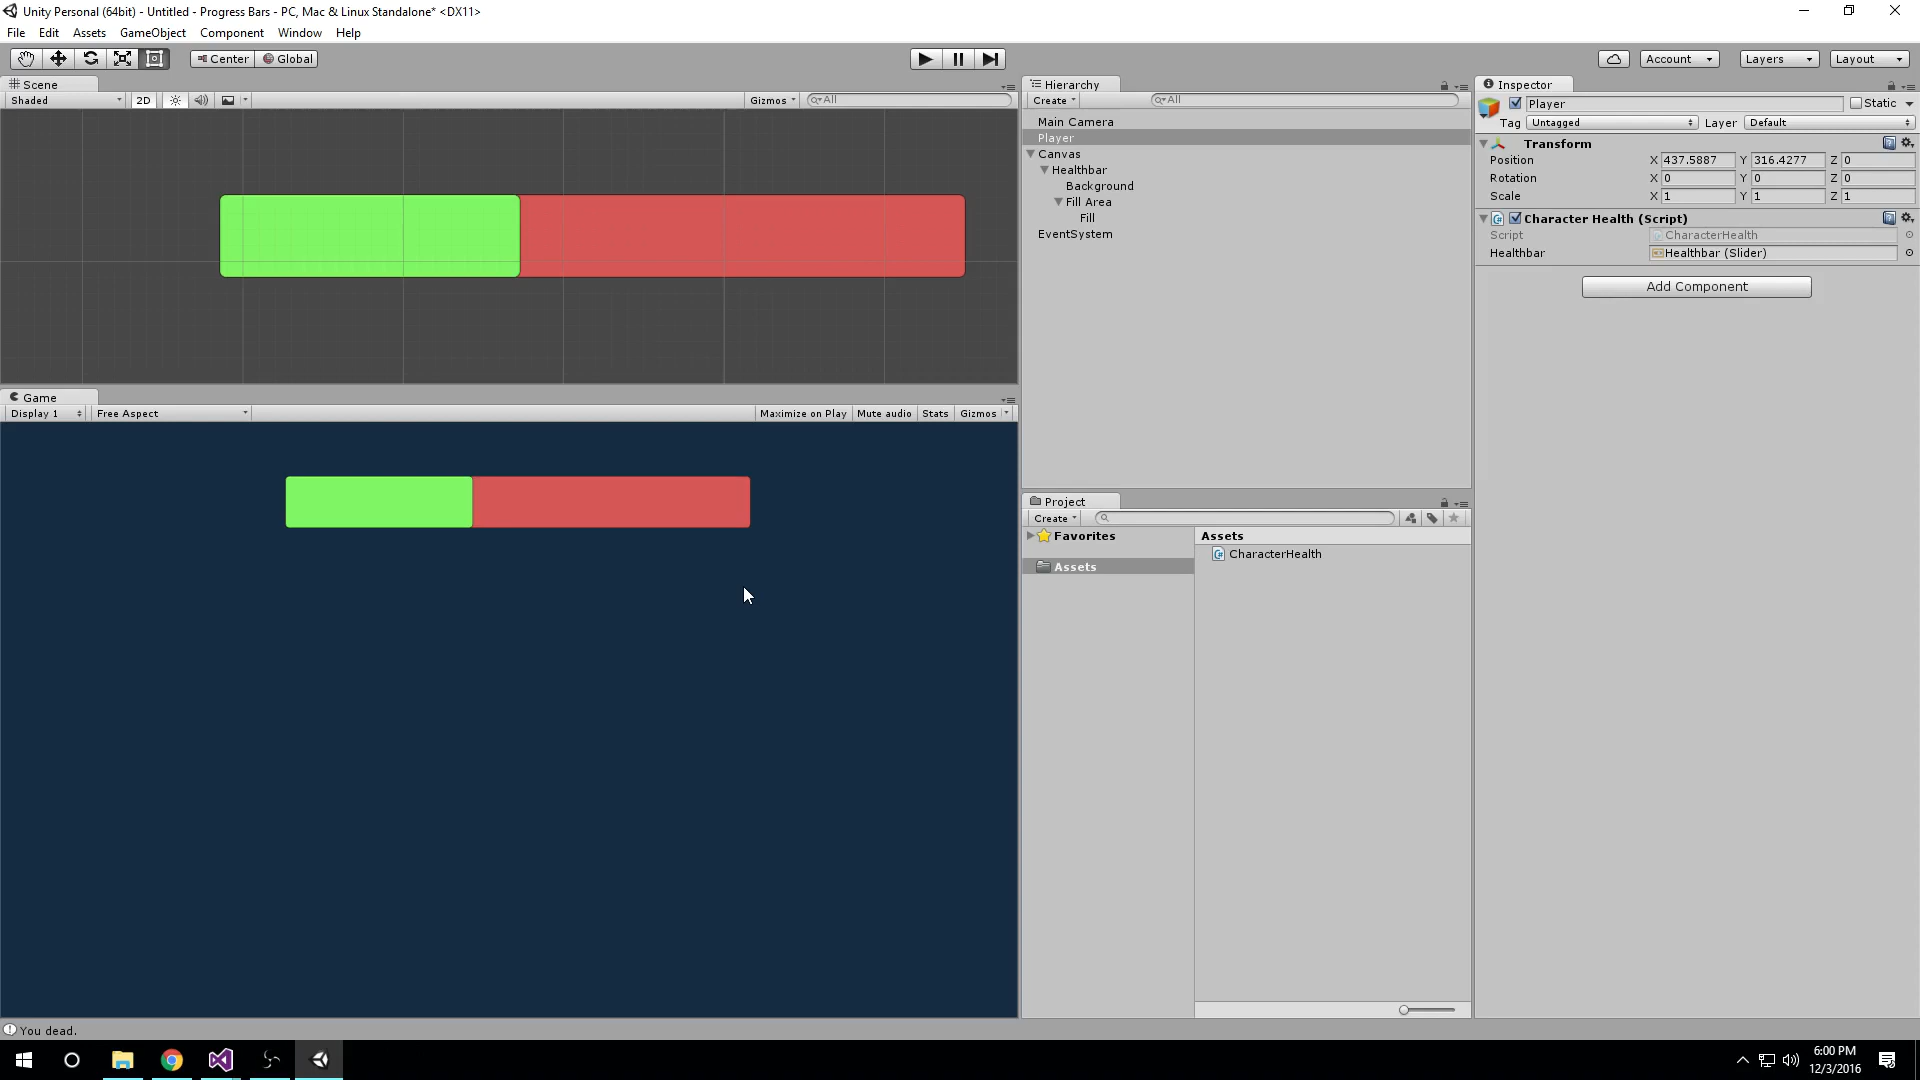 Unity Personal (64bit) - Untitled - Progress Bars - PC, Mac & Linux Standalone* <DX11>
File Edit Assets GameObject Component Window Help
Center Global Account Layers Layout
Scene
Shaded 2D Gizmos All
Game
Display 1 Free Aspect Maximize on Play Mute audio Stats Gizmos
Hierarchy
Create All
Main Camera
Player
Canvas
Healthbar
Background
Fill Area
Fill
EventSystem
Project
Create
Favorites
Assets
Assets
CharacterHealth
Inspector
Player Static
Tag Untagged Layer Default
Transform
Position X 437.5887 Y 316.4277 Z 0
Rotation X 0 Y 0 Z 0
Scale X 1 Y 1 Z 1
Character Health (Script)
Script CharacterHealth
Healthbar Healthbar (Slider)
Add Component
You dead.
6:00 PM
12/3/2016